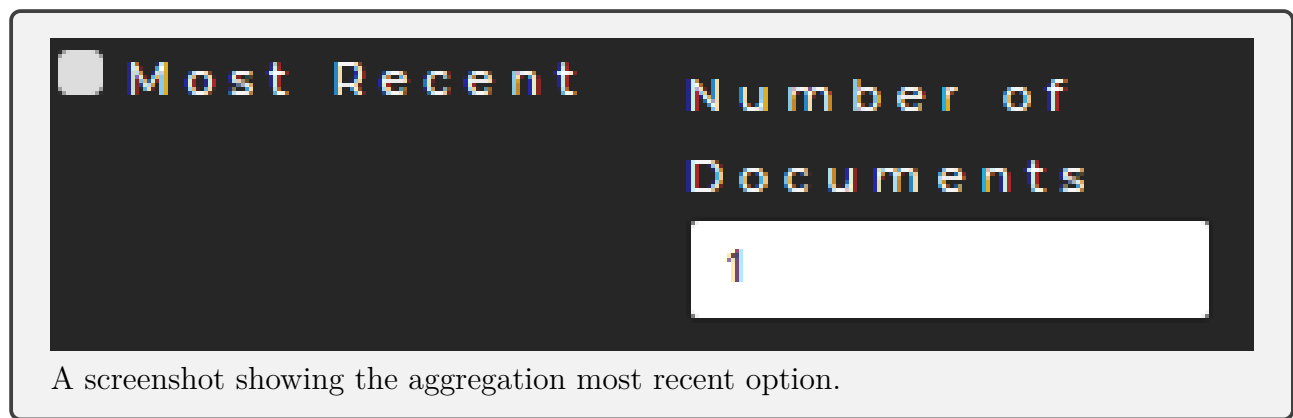 Most Recent
Number of
Documents
1
A screenshot showing the aggregation most recent option.